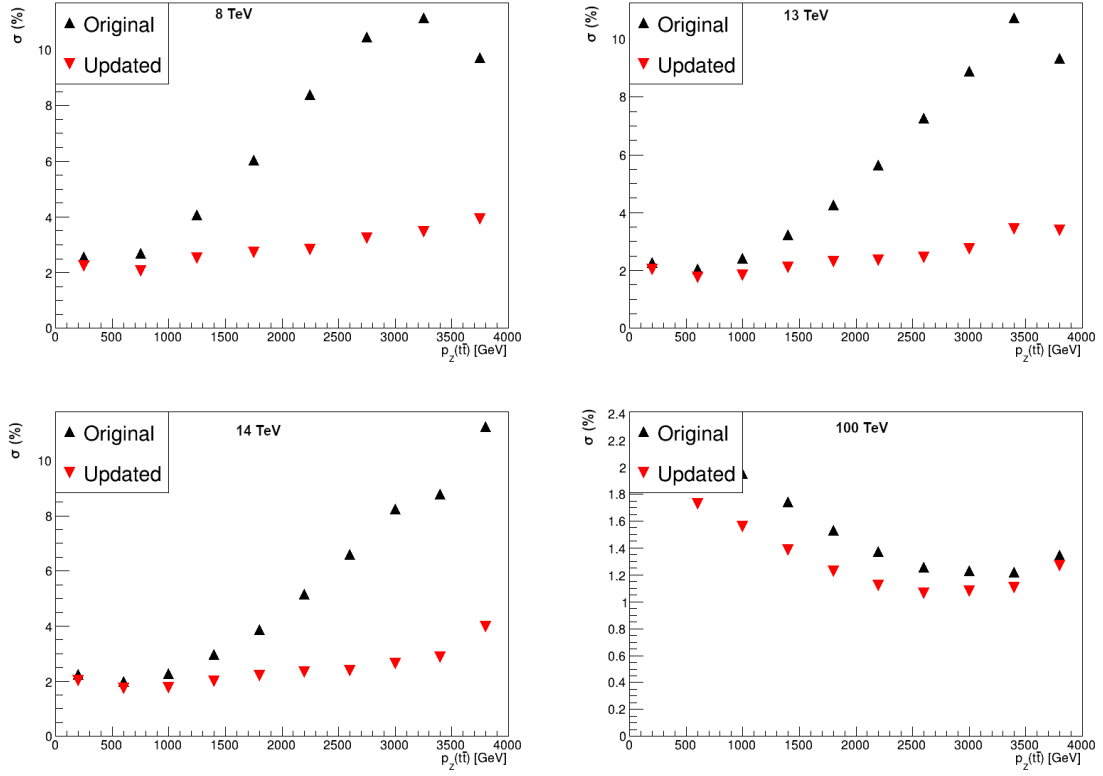 8 TeV
σ (%)
Original
Updated
10
8
6
4
2
0
0 500 1000 1500 2000 2500 3000 3500 4000
p_z(tt̄) [GeV]
13 TeV
σ (%)
Original
Updated
10
8
6
4
2
0
0 500 1000 1500 2000 2500 3000 3500 4000
p_z(tt̄) [GeV]
14 TeV
σ (%)
Original
Updated
10
8
6
4
2
0
0 500 1000 1500 2000 2500 3000 3500 4000
p_z(tt̄) [GeV]
100 TeV
σ (%)
Original
Updated
2.4
2.2
2
1.8
1.6
1.4
1.2
1
0.8
0.6
0.4
0.2
0
0 500 1000 1500 2000 2500 3000 3500 4000
p_z(tt̄) [GeV]